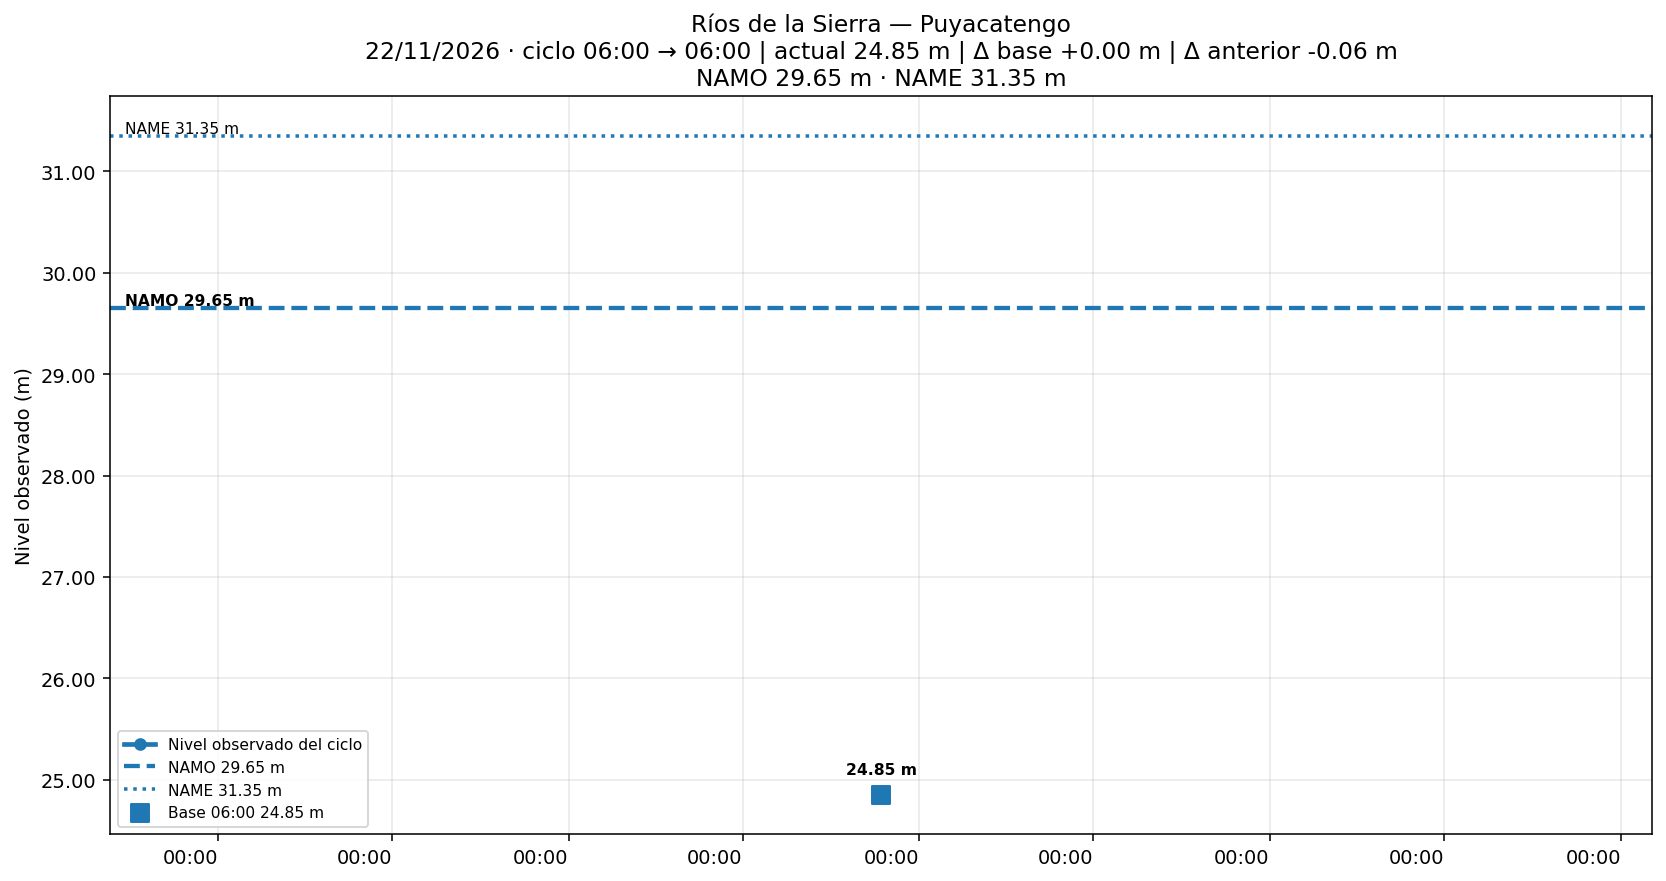 Ríos de la Sierra — Puyacatengo
22/11/2026 · ciclo 06:00 → 06:00 | actual 24.85 m | Δ base +0.00 m | Δ anterior -0.06 m
NAMO 29.65 m · NAME 31.35 m
NAME 31.35 m
31.00
30.00
NAMO 29.65 m
29.00
Nivel observado (m)
28.00
27.00
26.00
25.00
24.85 m
Nivel observado del ciclo
NAMO 29.65 m
NAME 31.35 m
Base 06:00 24.85 m
00:00 00:00 00:00 00:00 00:00 00:00 00:00 00:00 00:00